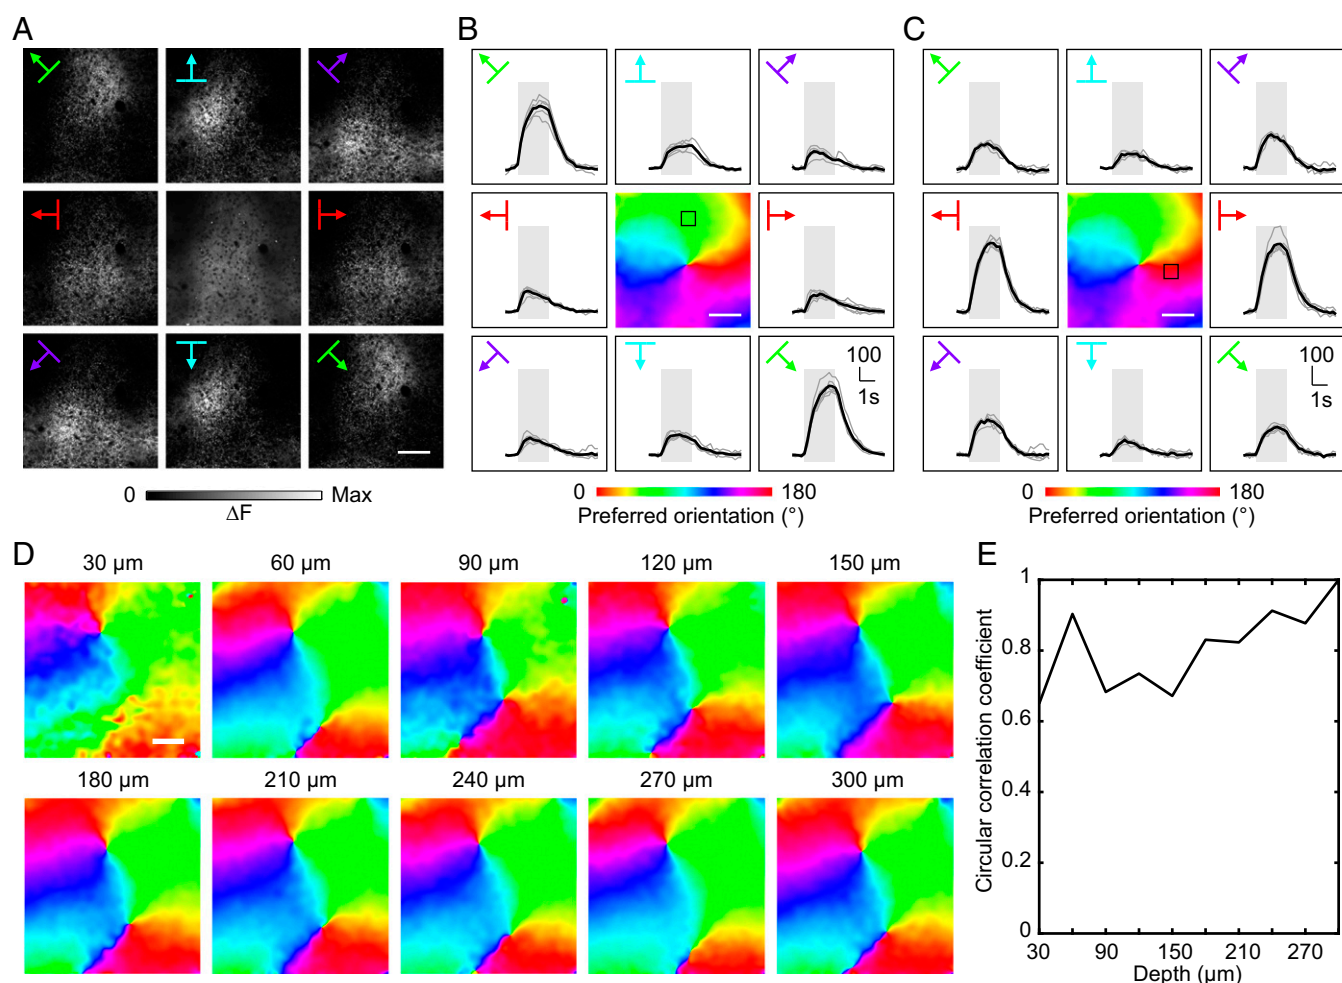 A
B
C
0 Max
ΔF
100
1s
100
1s
0 180
Preferred orientation (°)
0 180
Preferred orientation (°)
D
30 µm 60 µm 90 µm 120 µm 150 µm
180 µm 210 µm 240 µm 270 µm 300 µm
E
Circular correlation coefficient
1
0.8
0.6
0.4
0.2
0
30 90 150 210 270
Depth (µm)